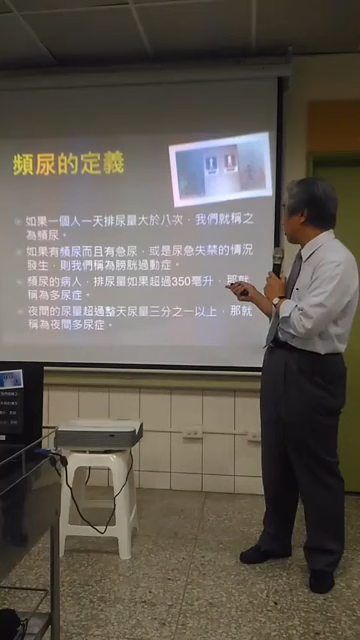 頻尿的定義
如果一個人一天排尿量大於八次，我們就稱之
為頻尿。
如果有頻尿而且有急尿，或是尿急失禁的情況
發生，則我們稱為膀胱過動症。
頻尿的病人，排尿量如果超過350毫升，那就
稱為多尿症。
夜間的尿量超過整天尿量三分之一以上，那就
稱為夜間多尿症。